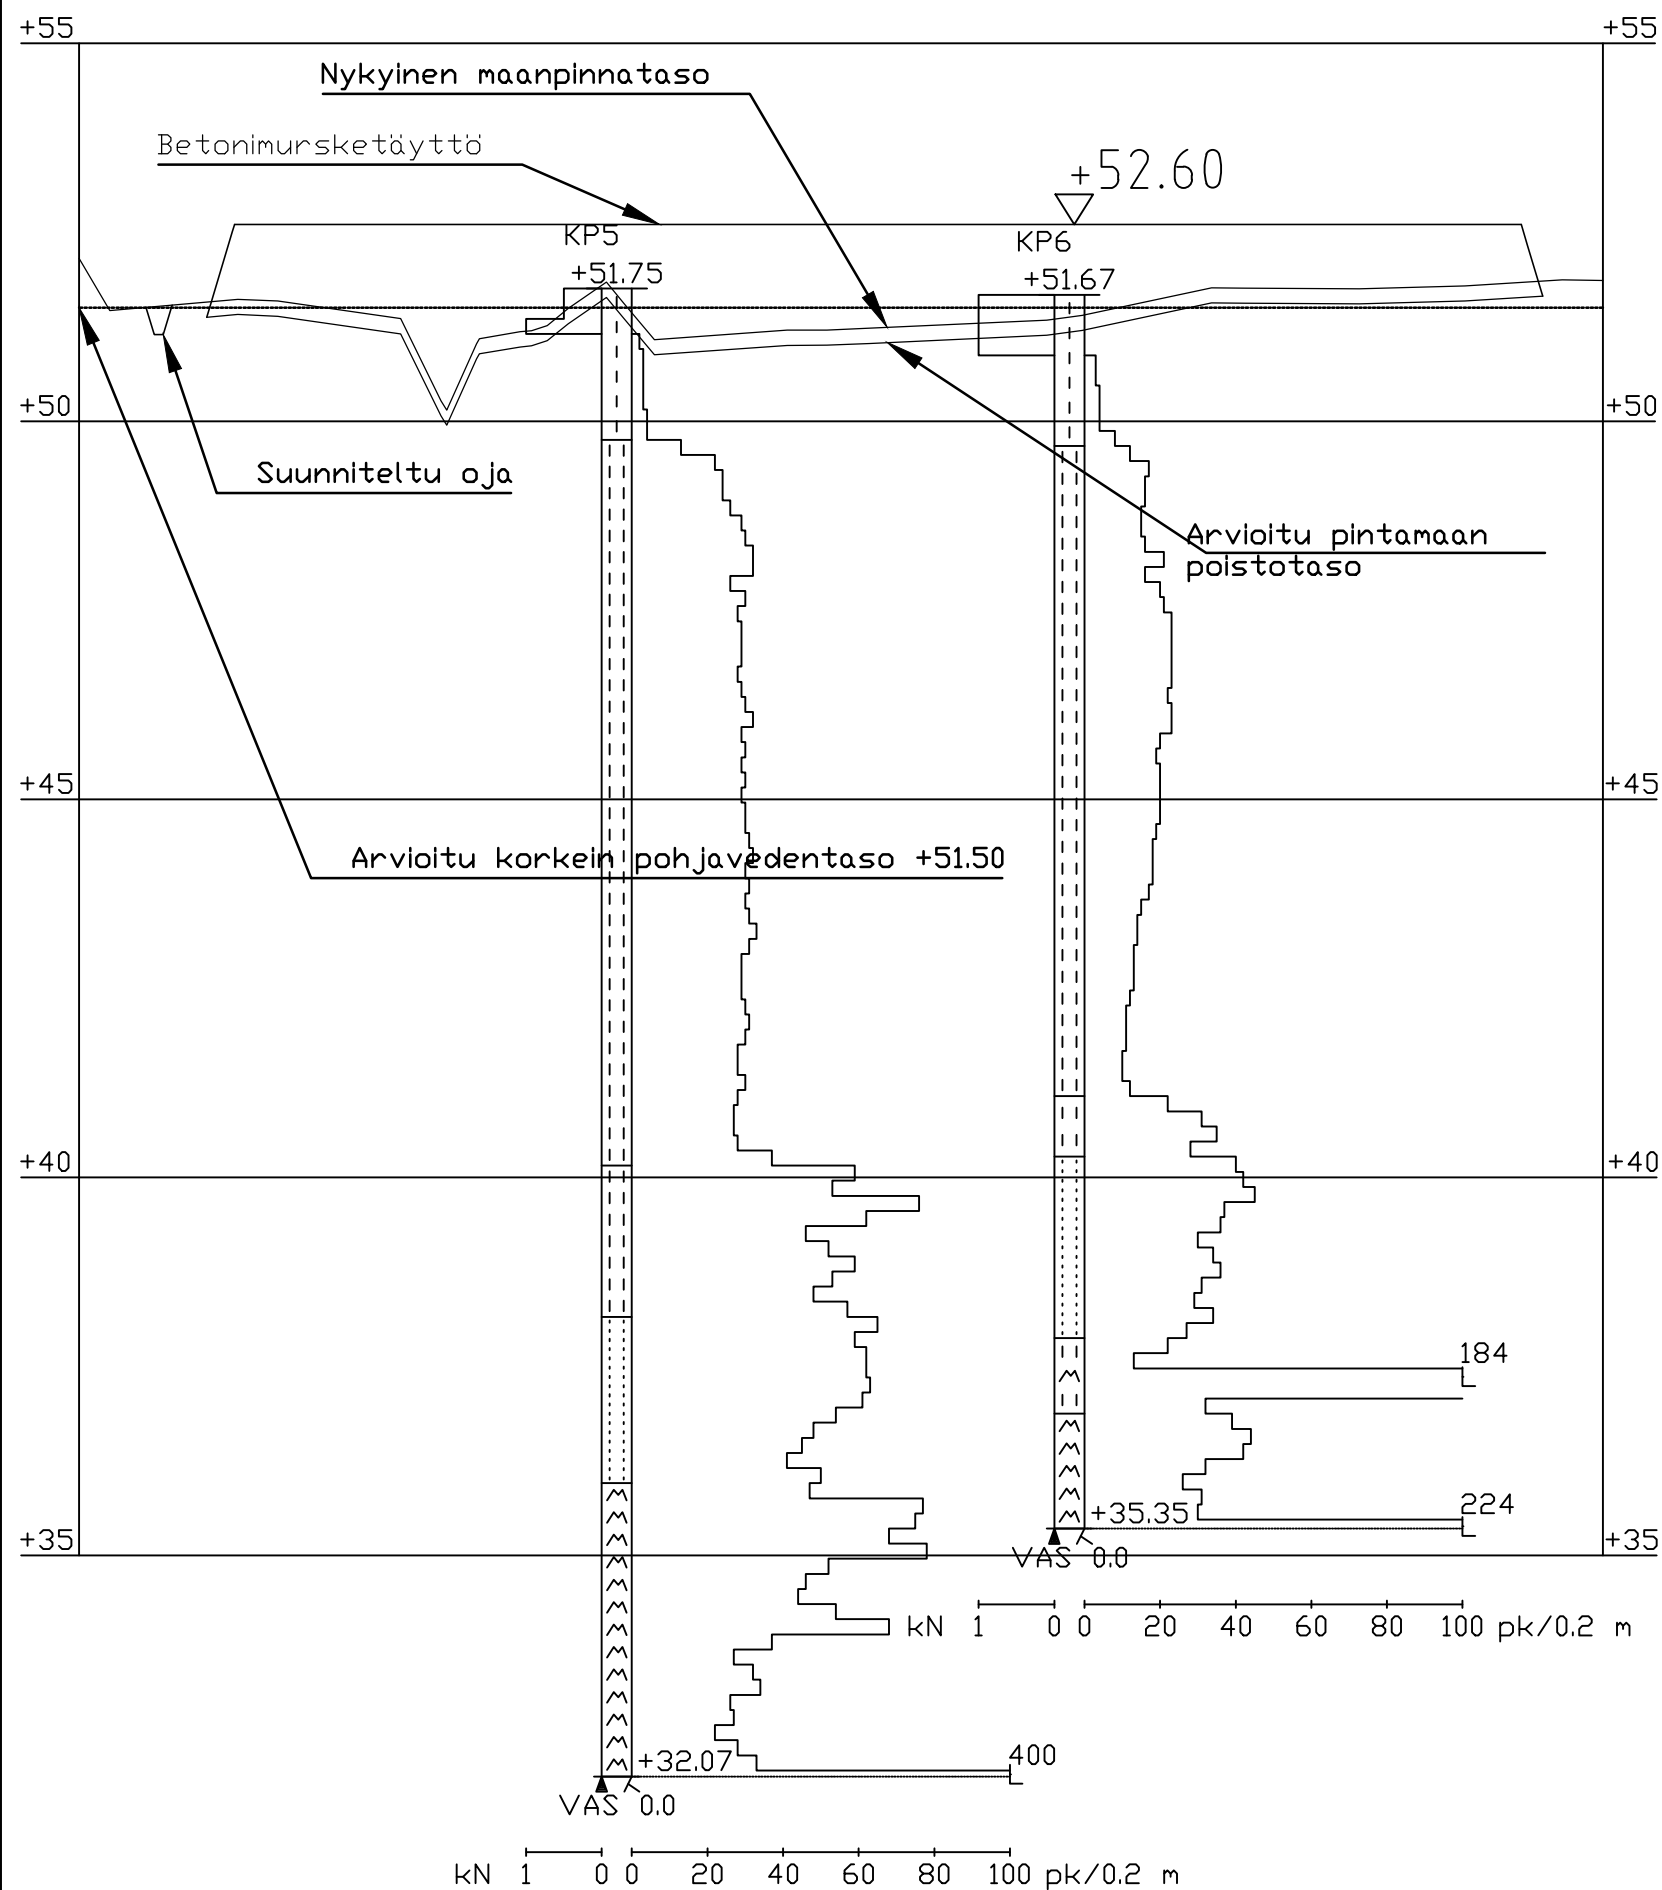 +55
+55
Nykyinen maanpinnataso
Betonimursketäyttö
+52.60
KP5
KP6
+51.75
+51.67
+50
+50
Suunniteltu oja
Arvioitu pintamaan
poistotaso
+45
+45
Arvioitu korkein pohjavedentaso +51.50
+40
+40
184
224
+35.35
+35
+35
VAS 0.0
kN 1 0 0 20 40 60 80 100 pk/0.2 m
+32.07
400
VAS 0.0
kN 1 0 0 20 40 60 80 100 pk/0.2 m